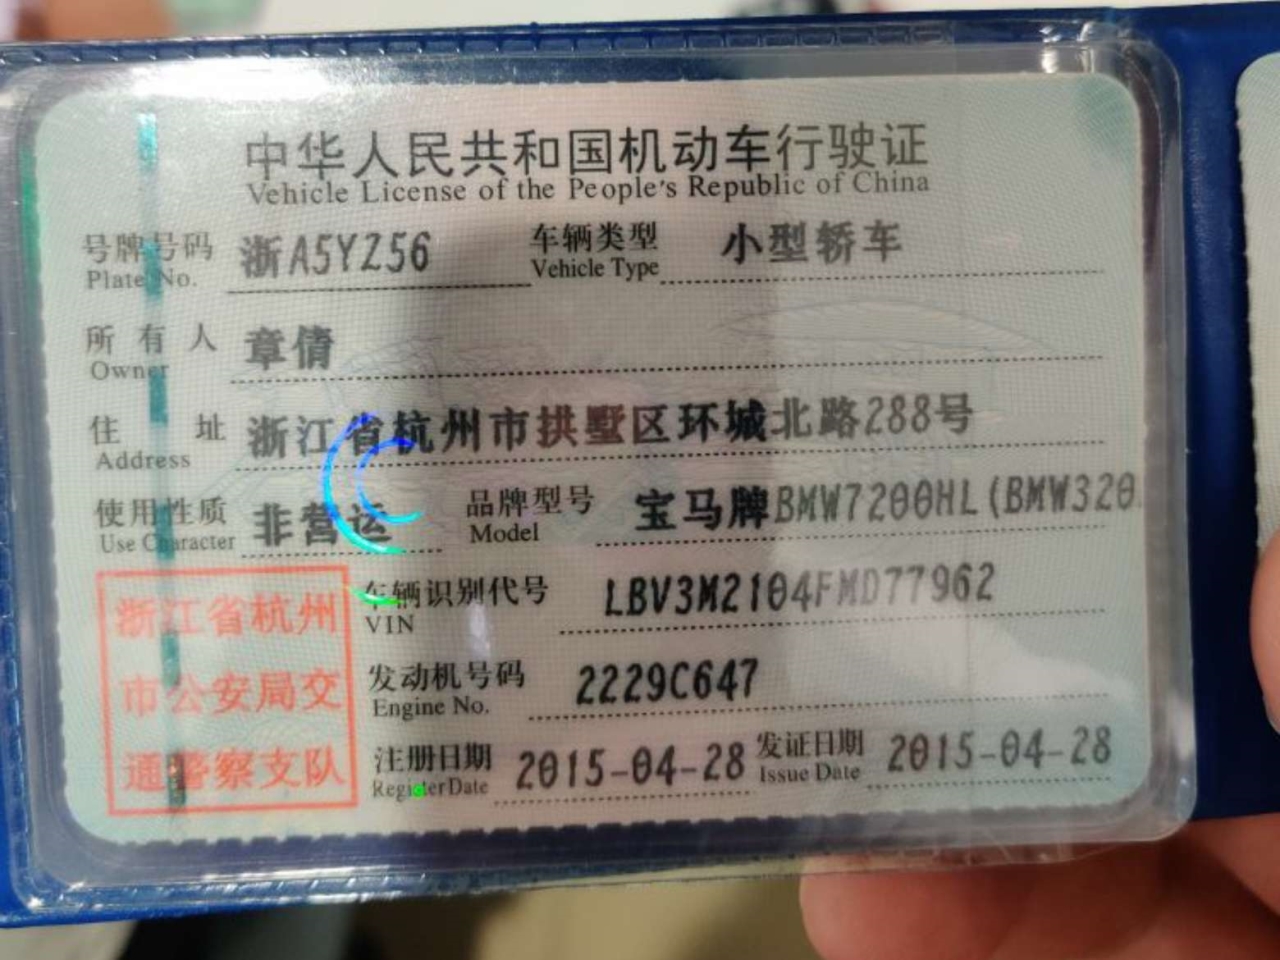 中华人民共和国机动车行驶证
Vehicle License of the People's Republic of China
号牌号码 浙A5YZ56 车辆类型 小型轿车
Plate No. Vehicle Type
所有人 章倩
Owner
住址 浙江省杭州市拱墅区环城北路288号
Address
使用性质 非营运 品牌型号 宝马牌BMW7200HL(BMW320
Use Character Model
车辆识别代号 LBV3M2104FMD77962
VIN
发动机号码 2229C647
Engine No.
注册日期 2015-04-28 发证日期 2015-04-28
Register Date Issue Date
浙江省杭州
市公安局交
通警察支队